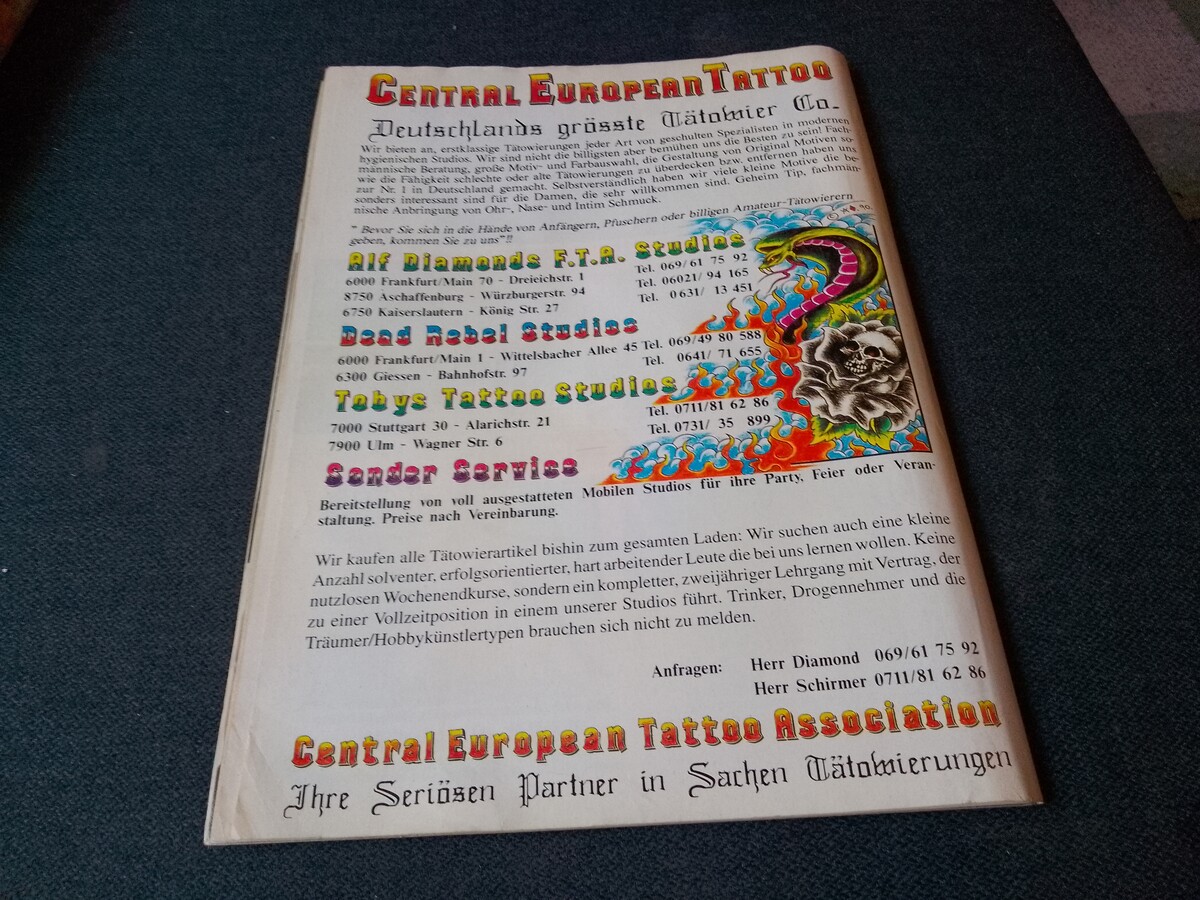 CENTRAL EUROPEAN TATTOO
Deutschlands grösste Tätowier Co.
Wir bieten an, erstklassige Tätowierungen jeder Art von geschulten Spezialisten in modernen
hygienischen Studios. Wir sind nicht die billigsten aber bemühen uns die Besten zu sein! Fach-
männische Beratung, große Motiv- und Farbauswahl, die Gestaltung von Original Motiven so-
wie die Fähigkeit schlechte oder alte Tätowierungen zu überdecken bzw. entfernen haben uns
zur Nr. 1 in Deutschland gemacht. Selbstverständlich haben wir viele kleine Motive die be-
sonders interessant sind für die Damen, die sehr willkommen sind. Geheim Tip, fachmän-
nische Anbringung von Ohr-, Nase- und Intim Schmuck.
" Bevor Sie sich in die Hände von Anfängern, Pfuschern oder billigen Amateur-Tätowierern
geben, kommen Sie zu uns"!!
Alf Diamonds F.T.A. Studios
6000 Frankfurt/Main 70 - Dreieichstr. 1 Tel. 069/61 75 92
8750 Aschaffenburg - Würzburgerstr. 94 Tel. 06021/ 94 165
6750 Kaiserslautern - König Str. 27 Tel. 0631/ 13 451
Dead Rebel Studios
6000 Frankfurt/Main 1 - Wittelsbacher Allee 45 Tel. 069/49 80 588
6300 Giessen - Bahnhofstr. 97 Tel. 0641/ 71 655
Tobys Tattoo Studios
7000 Stuttgart 30 - Alarichstr. 21 Tel. 0711/81 62 86
7900 Ulm - Wagner Str. 6 Tel. 0731/ 35 899
Sonder Serviss
Bereitstellung von voll ausgestatteten Mobilen Studios für ihre Party, Feier oder Veran-
staltung. Preise nach Vereinbarung.
Wir kaufen alle Tätowierartikel bishin zum gesamten Laden: Wir suchen auch eine kleine
Anzahl solventer, erfolgsorientierter, hart arbeitender Leute die bei uns lernen wollen. Keine
nutzlosen Wochenendkurse, sondern ein kompletter, zweijähriger Lehrgang mit Vertrag, der
zu einer Vollzeitposition in einem unserer Studios führt. Trinker, Drogennehmer und die
Träumer/Hobbykünstlertypen brauchen sich nicht zu melden.
Anfragen: Herr Diamond 069/61 75 92
Herr Schirmer 0711/81 62 86
Central European Tattoo Association
Ihre Seriösen Partner in Sachen Tätowierungen